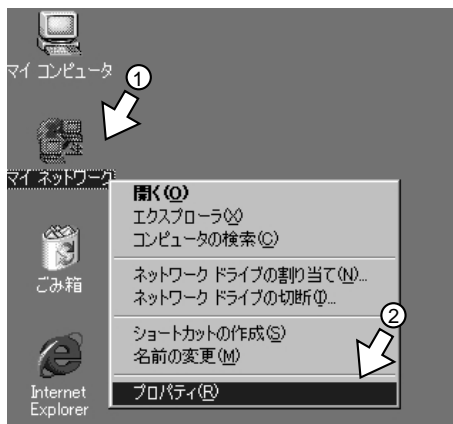 マイ コンピュータ
①
マイ ネットワーク
開く(O)
エクスプローラ(X)
コンピュータの検索(C)
ごみ箱
ネットワーク ドライブの割り当て(N)...
ネットワーク ドライブの切断(I)...
②
ショートカットの作成(S)
名前の変更(M)
プロパティ(R)
Internet
Explorer